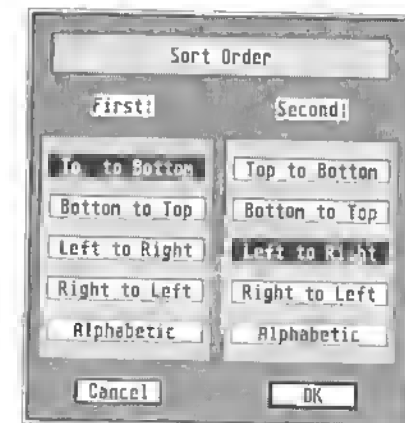 Sort Order
First: Second:
Top to Bottom Top to Bottom
Bottom to Top Bottom to Top
Left to Right Left to Right
Right to Left Right to Left
Alphabetic Alphabetic
Cancel OK